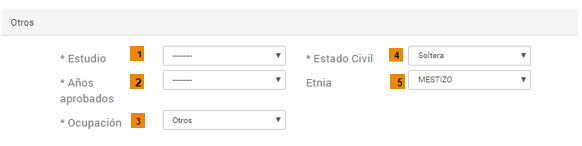 Otros
* Estudio 1 -------- * Estado Civil 4 Soltera
* Años aprobados 2 -------- Etnia 5 MESTIZO
* Ocupación 3 Otros